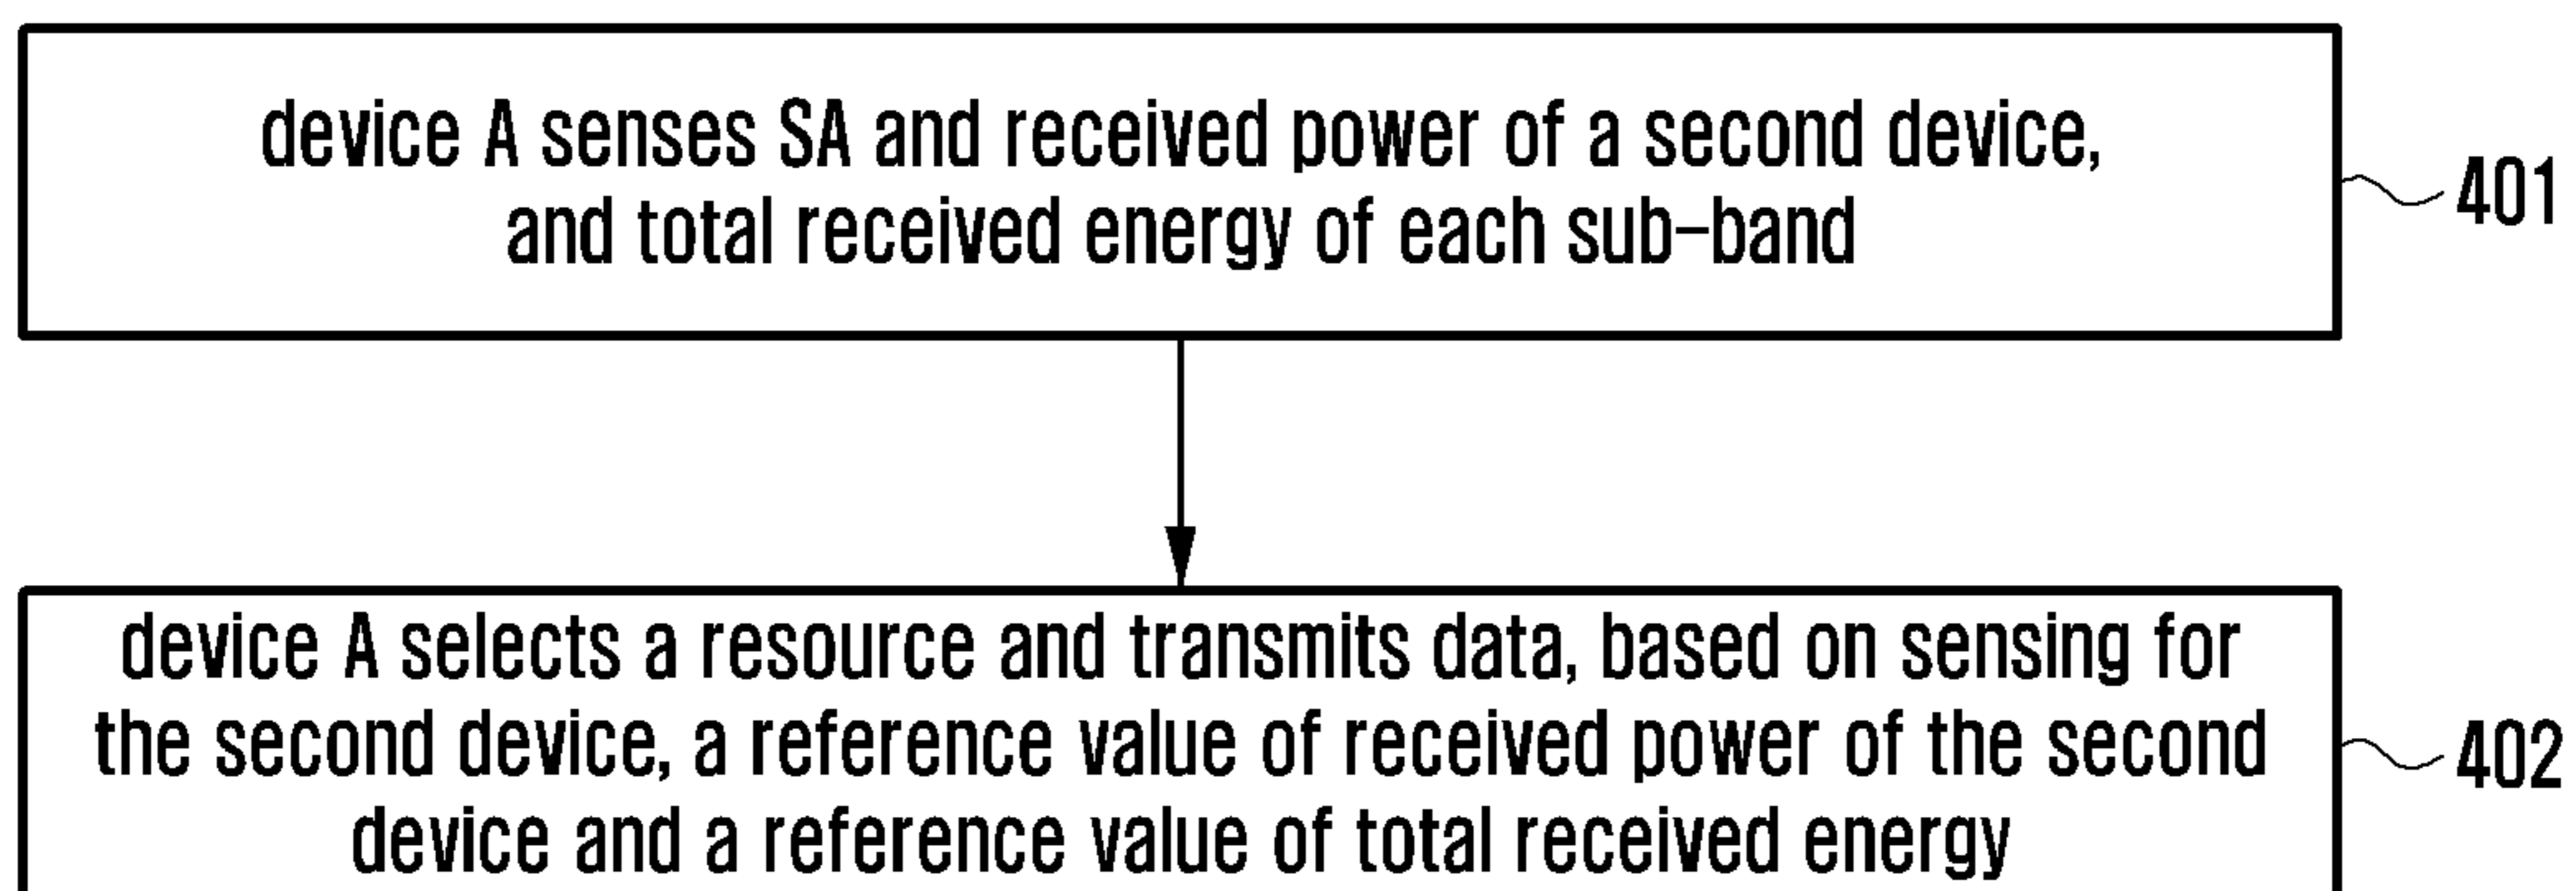 device A senses SA and received power of a second device,
and total received energy of each sub-band
401
device A selects a resource and transmits data, based on sensing for
the second device, a reference value of received power of the second
device and a reference value of total received energy
402